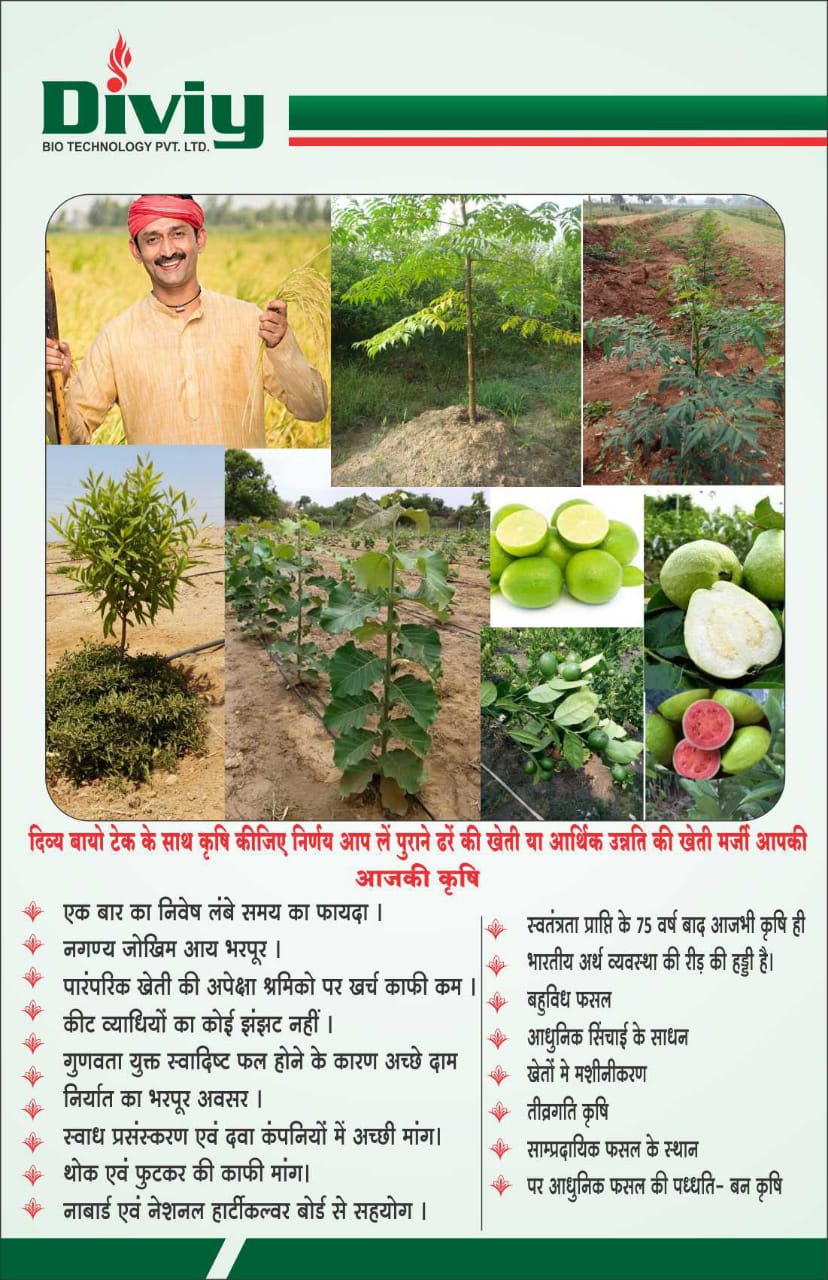 Diviy
BIO TECHNOLOGY PVT. LTD.
दिव्य बायो टेक के साथ कृषि कीजिए निर्णय आप लें पुराने ढर्रे की खेती या आर्थिक उन्नति की खेती मर्जी आपकी
आजकी कृषि
एक बार का निवेष लंबे समय का फायदा ।
नगण्य जोखिम आय भरपूर ।
पारंपरिक खेती की अपेक्षा श्रमिको पर खर्च काफी कम ।
कीट व्याधियों का कोई झंझट नहीं ।
गुणवता युक्त स्वादिष्ट फल होने के कारण अच्छे दाम
निर्यात का भरपूर अवसर ।
स्वाध प्रसंस्करण एवं दवा कंपनियों में अच्छी मांग।
थोक एवं फुटकर की काफी मांग।
नाबार्ड एवं नेशनल हार्टीकल्वर बोर्ड से सहयोग ।
स्वतंत्रता प्राप्ति के 75 वर्ष बाद आजभी कृषि ही
भारतीय अर्थ व्यवस्था की रीड़ की हड्डी है।
बहुविध फसल
आधुनिक सिंचाई के साधन
खेतों मे मशीनीकरण
तीव्रगति कृषि
साम्प्रदायिक फसल के स्थान
पर आधुनिक फसल की पध्धति- बन कृषि